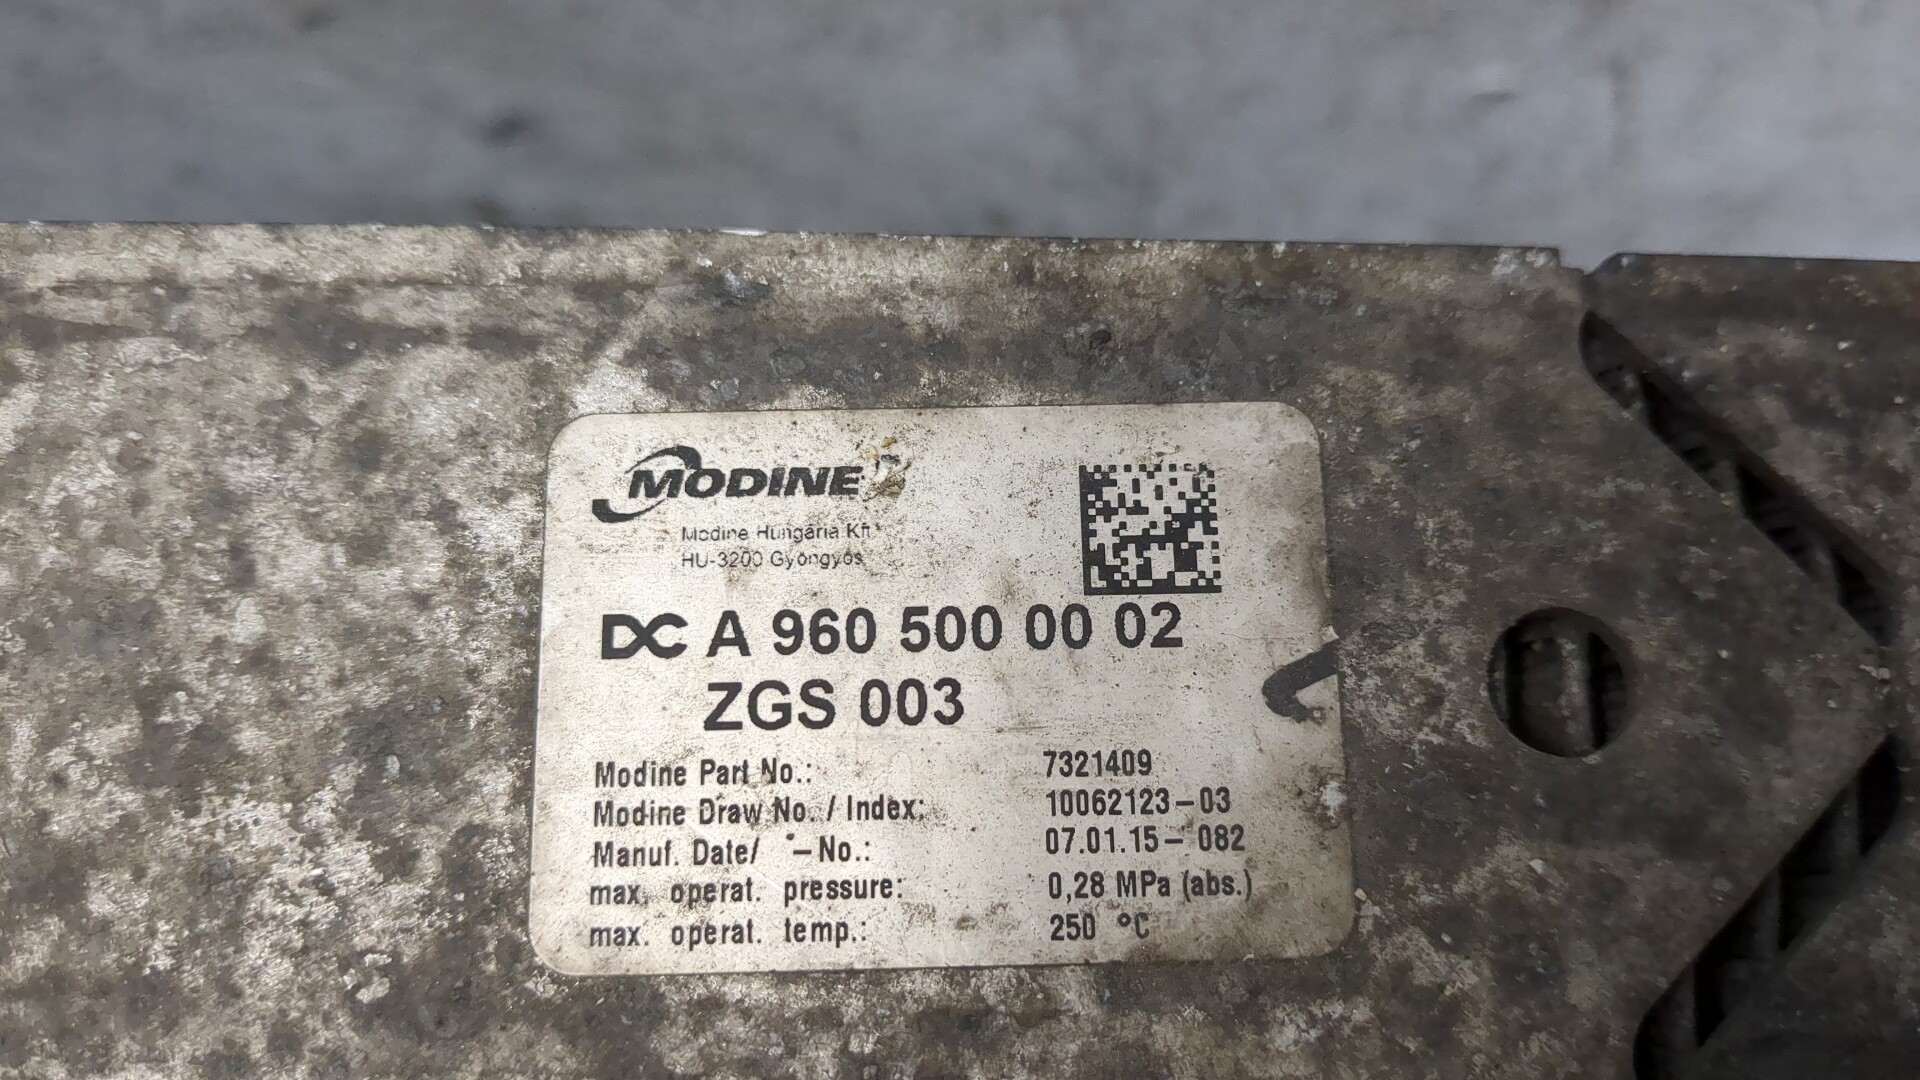 MODINE
Modine Hungária Kft
HU-3200 Gyöngyös
DC A 960 500 00 02
ZGS 003
Modine Part No.: 7321409
Modine Draw No. / Index: 10062123-03
Manuf. Date/ -No.: 07.01.15- 082
max. operat. pressure: 0,28 MPa (abs.)
max. operat. temp.: 250 °C